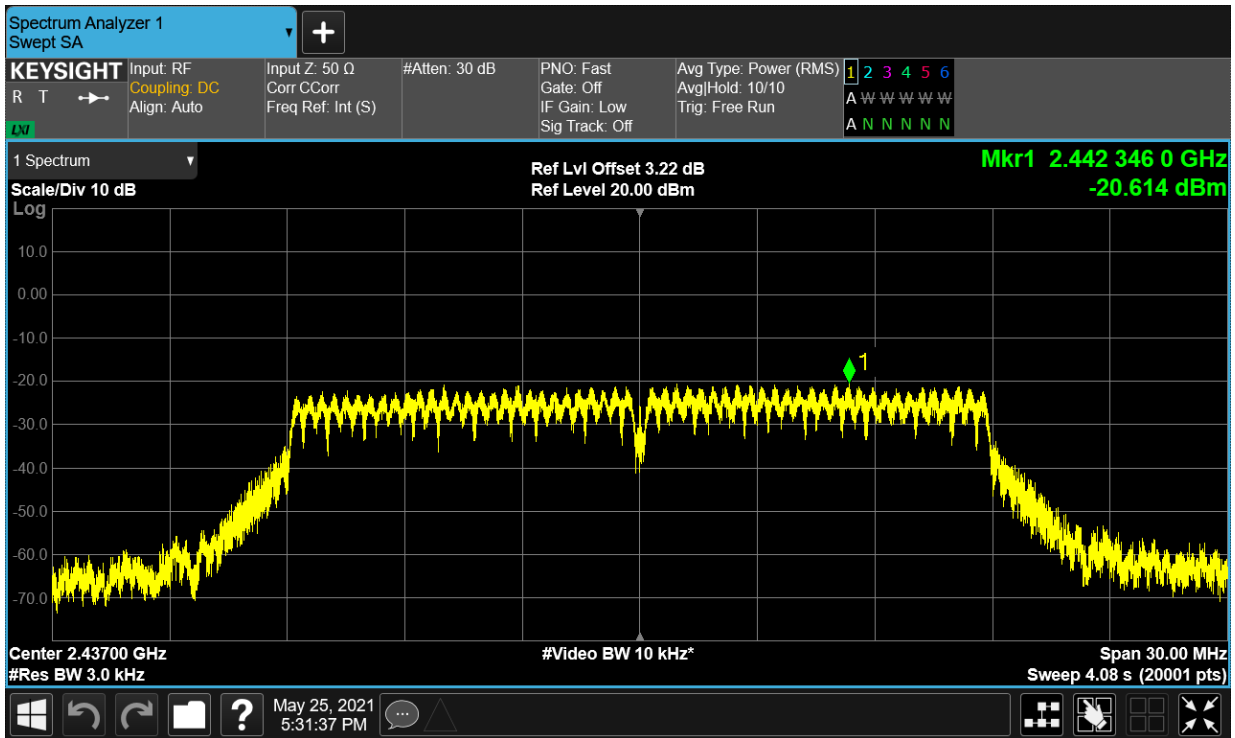 Spectrum Analyzer 1
Swept SA
KEYSIGHT
R T
LXI
Input: RF
Coupling: DC
Align: Auto
Input Z: 50 Ω
Corr CCorr
Freq Ref: Int (S)
#Atten: 30 dB
PNO: Fast
Gate: Off
IF Gain: Low
Sig Track: Off
Avg Type: Power (RMS)
Avg|Hold: 10/10
Trig: Free Run
1 2 3 4 5 6
A W W W W W
A N N N N N
1 Spectrum
Scale/Div 10 dB
Log
Ref Lvl Offset 3.22 dB
Ref Level 20.00 dBm
Mkr1 2.442 346 0 GHz
-20.614 dBm
10.0
0.00
-10.0
-20.0
-30.0
-40.0
-50.0
-60.0
-70.0
1
Center 2.43700 GHz
#Res BW 3.0 kHz
#Video BW 10 kHz*
Span 30.00 MHz
Sweep 4.08 s (20001 pts)
?
May 25, 2021
5:31:37 PM